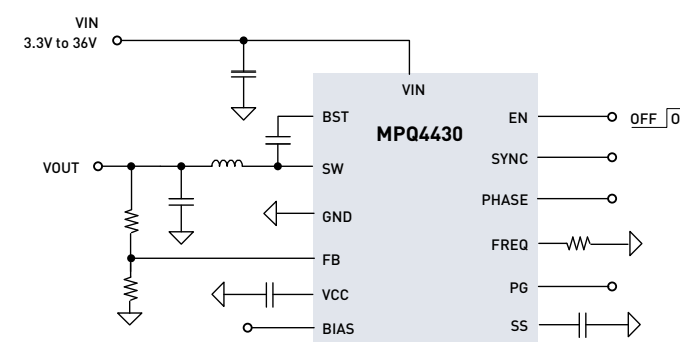 VIN
3.3V to 36V
VIN
BST
MPQ4430
EN
OFF
SYNC
VOUT
SW
PHASE
GND
FREQ
FB
VCC
PG
BIAS
SS